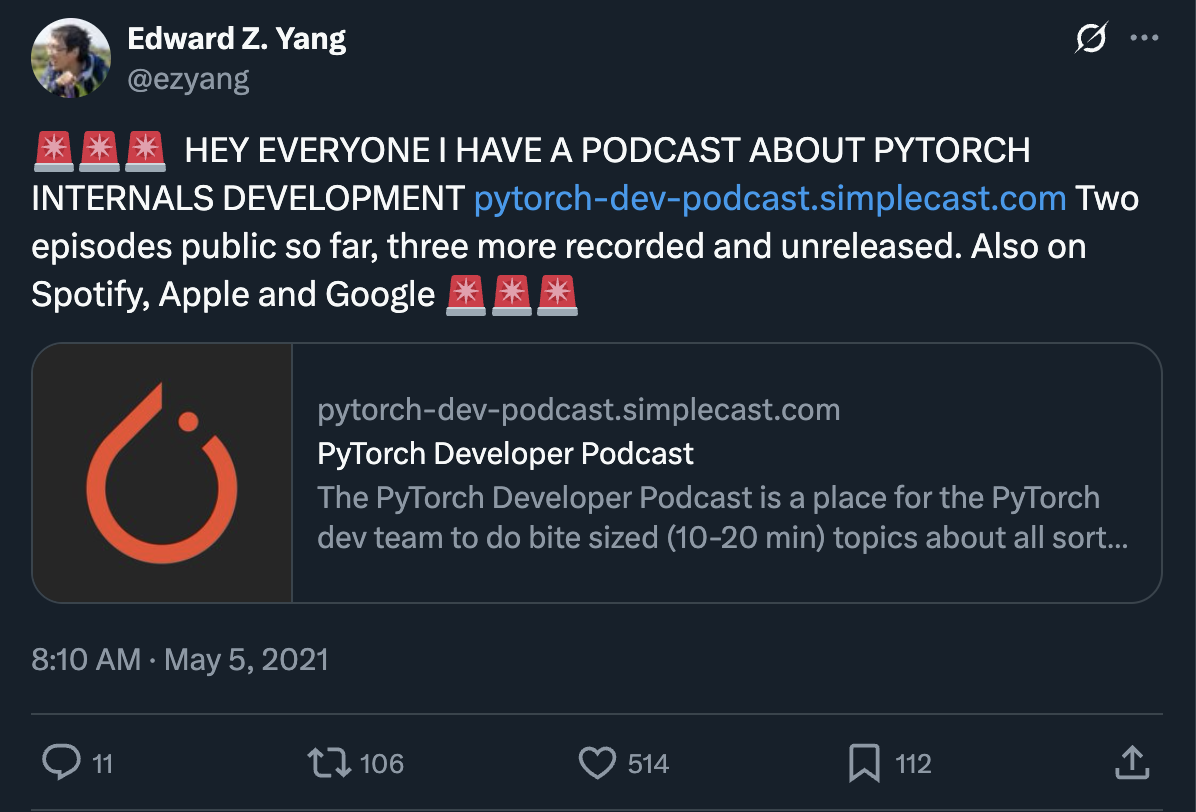 Edward Z. Yang
@ezyang
🚨🚨🚨 HEY EVERYONE I HAVE A PODCAST ABOUT PYTORCH
INTERNALS DEVELOPMENT pytorch-dev-podcast.simplecast.com Two
episodes public so far, three more recorded and unreleased. Also on
Spotify, Apple and Google 🚨🚨🚨
pytorch-dev-podcast.simplecast.com
PyTorch Developer Podcast
The PyTorch Developer Podcast is a place for the PyTorch
dev team to do bite sized (10-20 min) topics about all sort...
8:10 AM · May 5, 2021
11 106 514 112